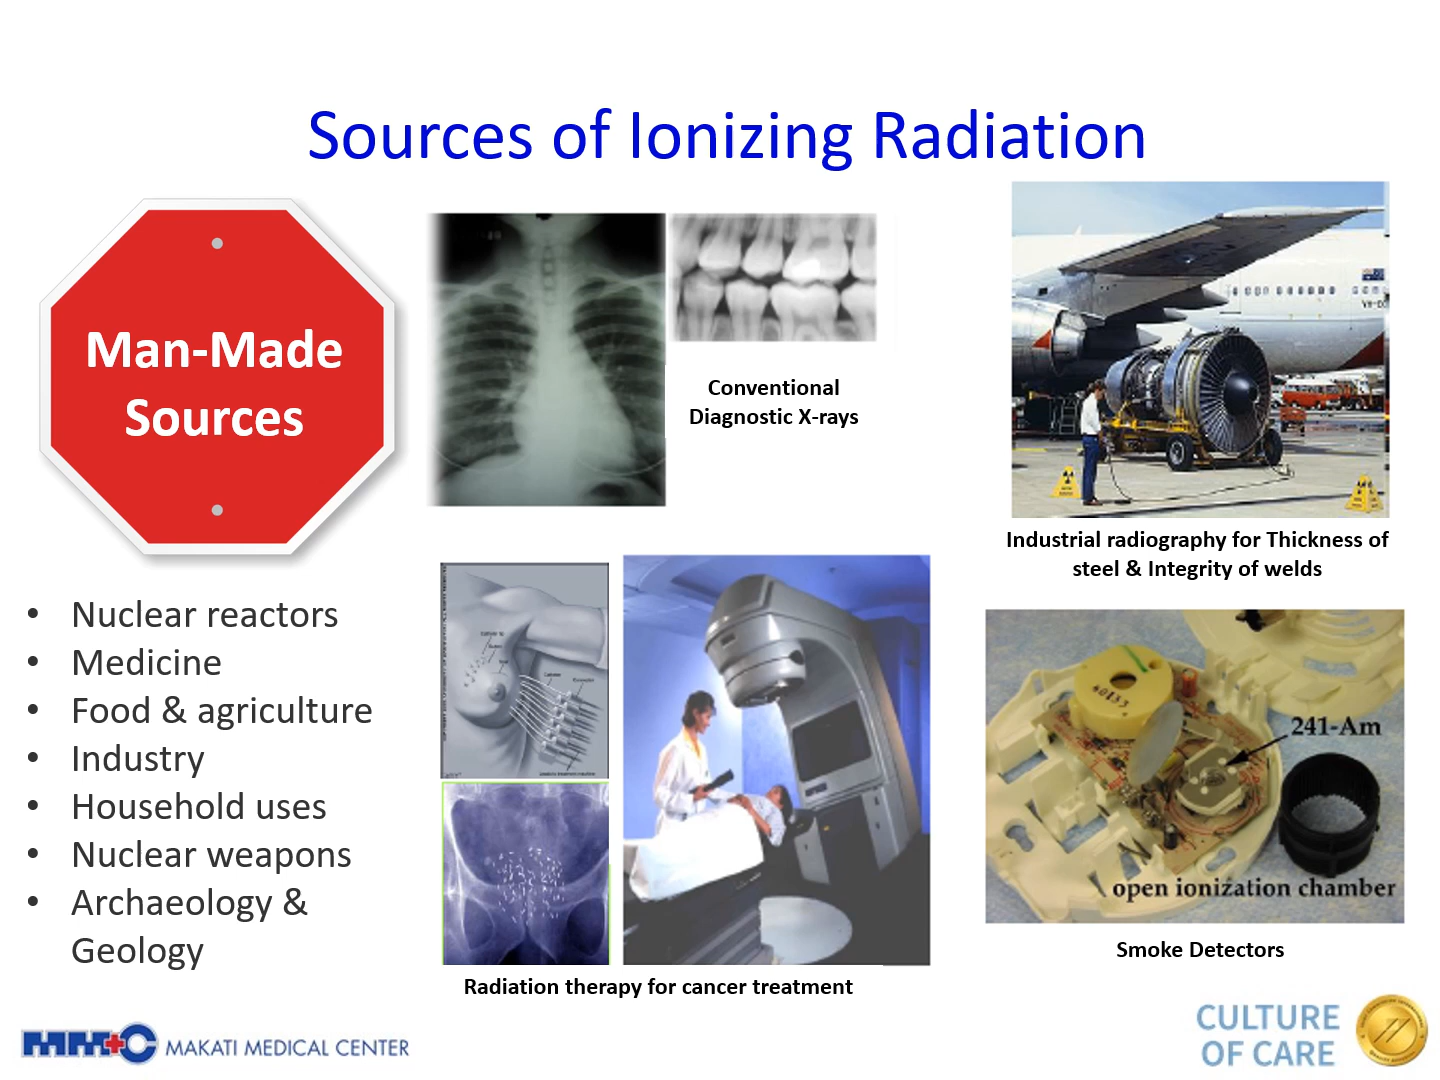 Sources of Ionizing Radiation
Man-Made
Sources
• Nuclear reactors
• Medicine
• Food & agriculture
• Industry
• Household uses
• Nuclear weapons
• Archaeology &
Geology
Conventional
Diagnostic X-rays
Industrial radiography for Thickness of
steel & Integrity of welds
Radiation therapy for cancer treatment
40133
241-Am
open ionization chamber
Smoke Detectors
MMC MAKATI MEDICAL CENTER
CULTURE
OF CARE